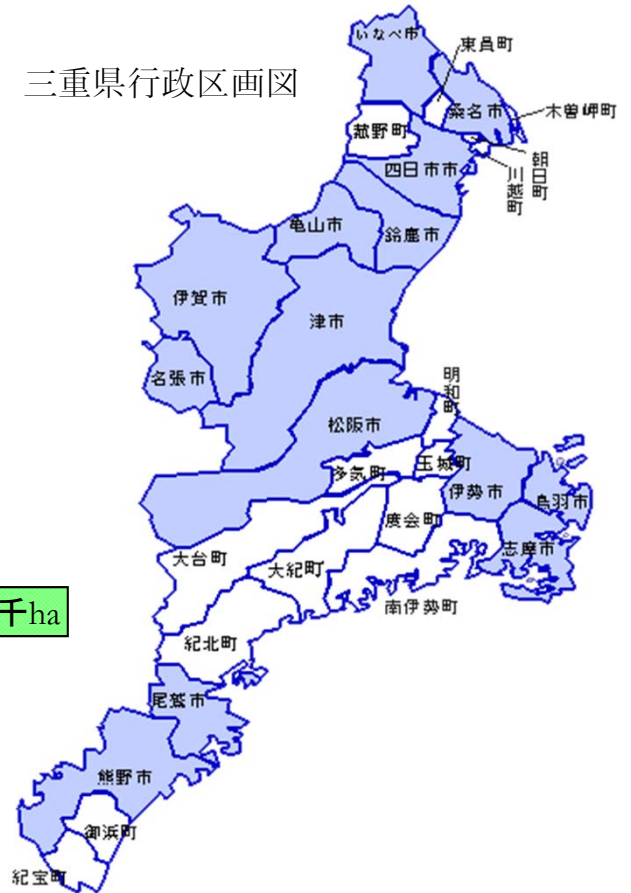 三重県行政区画図
いなべ市
東員町
桑名市
木曽岬町
菰野町
朝日町
川越町
四日市市
亀山市
鈴鹿市
伊賀市
津市
名張市
明和町
松阪市
多気町
玉城町
伊勢市
鳥羽市
度会町
志摩市
大台町
大紀町
南伊勢町
千ha
紀北町
尾鷲市
熊野市
御浜町
紀宝町